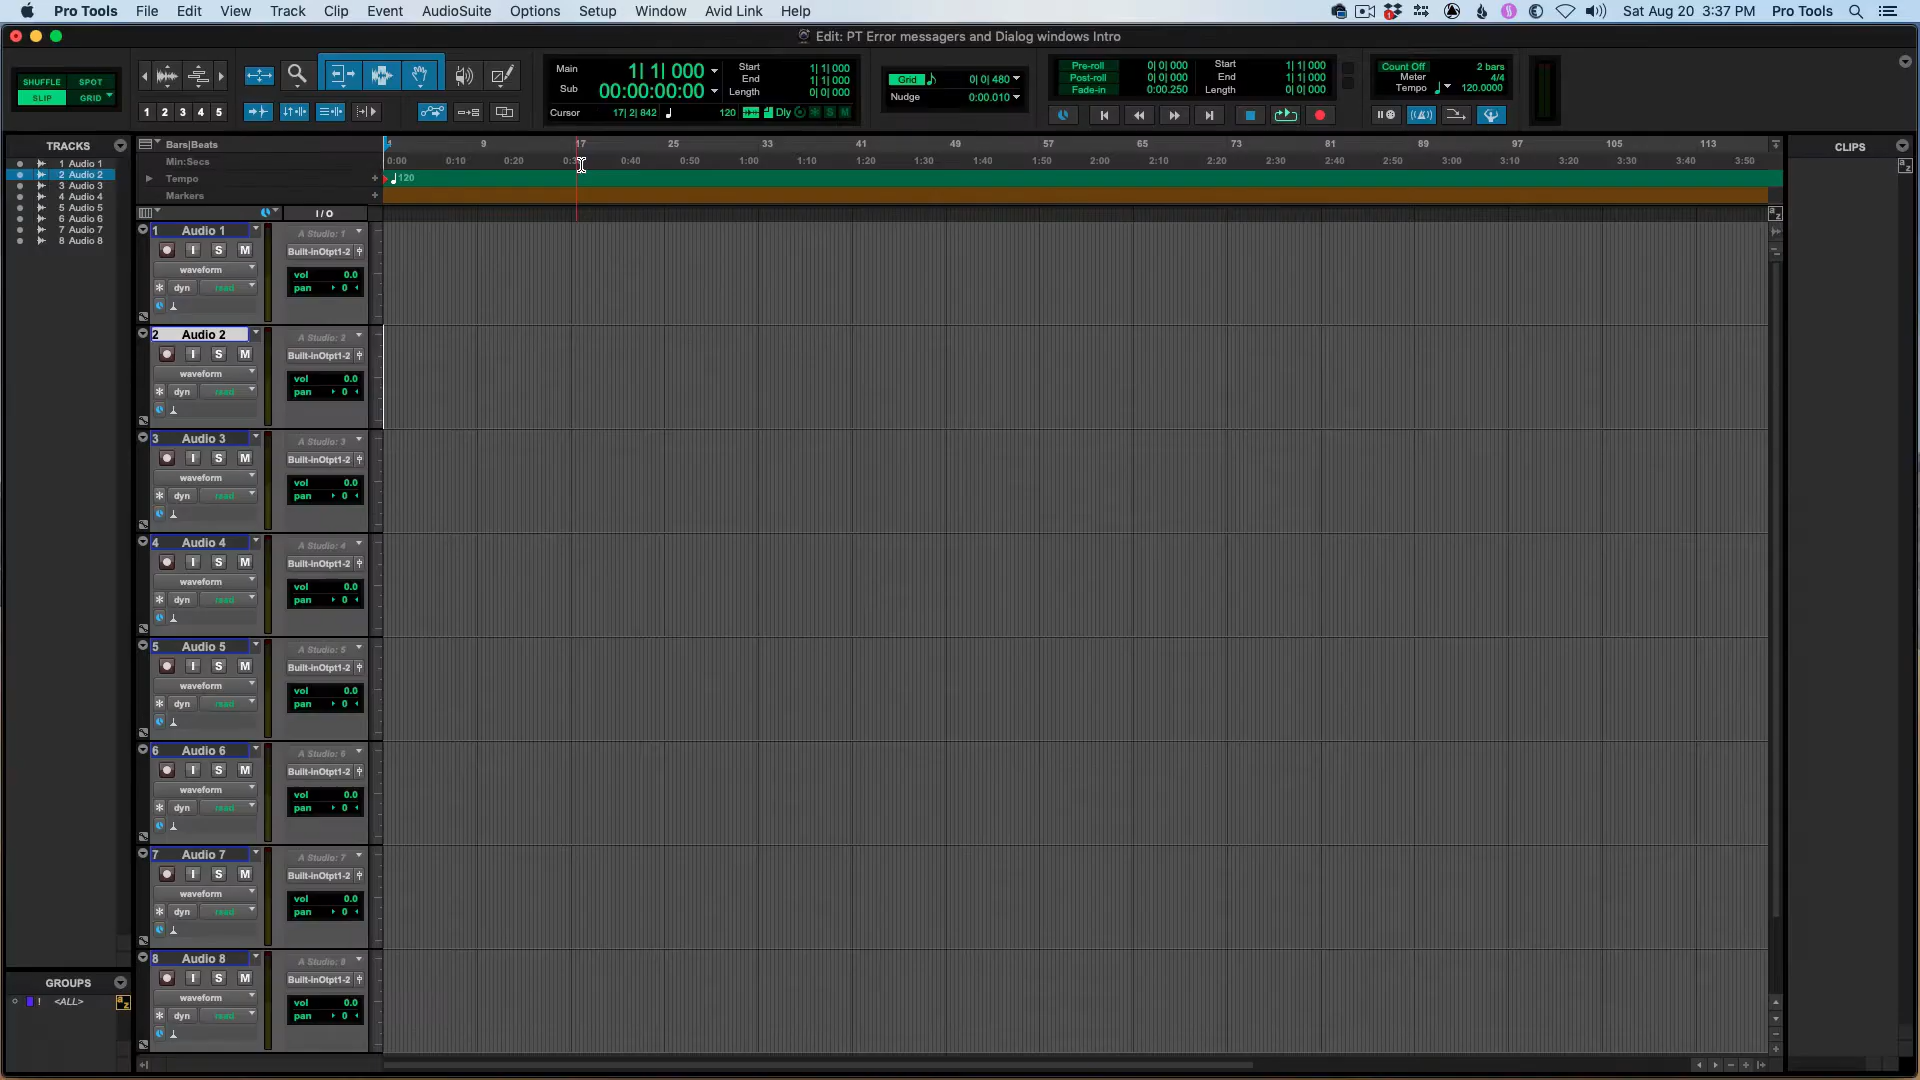 Pro Tools File Edit View Track Clip Event AudioSuite Options Setup Window Avid Link Help Sat Aug 20 3:37 PM Pro Tools
Edit: PT Error messagers and Dialog windows Intro
SHUFFLE SPOT
SLIP GRID
1 2 3 4 5
Main 1| 1| 000
Sub 00:00:00:00
Start 1| 1| 000
End 1| 1| 000
Length 0| 0| 000
Cursor 17| 2| 842 120 Dly S M
Grid 0| 0| 480
Nudge 0:00.010
Pre-roll 0| 0| 000
Post-roll 0| 0| 000
Fade-in 0:00.250
Start 1| 1| 000
End 1| 1| 000
Length 0| 0| 000
Count Off 2 bars
Meter 4/4
Tempo 120.0000
TRACKS
1 Audio 1
2 Audio 2
3 Audio 3
4 Audio 4
5 Audio 5
6 Audio 6
7 Audio 7
8 Audio 8
Bars|Beats 1 9 17 25 33 41 49 57 65 73 81 89 97 105 113
Min:Secs 0:00 0:10 0:20 0:40 0:50 1:00 1:10 1:20 1:30 1:40 1:50 2:00 2:10 2:20 2:30 2:40 2:50 3:00 3:10 3:20 3:30 3:40 3:50
Tempo 120
Markers
I/O
CLIPS
1 Audio 1 A Studio: 1
I S M Built-inOtpt1-2
waveform vol 0.0
dyn read pan 0
2 Audio 2 A Studio: 2
I S M Built-inOtpt1-2
waveform vol 0.0
dyn read pan 0
3 Audio 3 A Studio: 3
I S M Built-inOtpt1-2
waveform vol 0.0
dyn read pan 0
4 Audio 4 A Studio: 4
I S M Built-inOtpt1-2
waveform vol 0.0
dyn read pan 0
5 Audio 5 A Studio: 5
I S M Built-inOtpt1-2
waveform vol 0.0
dyn read pan 0
6 Audio 6 A Studio: 6
I S M Built-inOtpt1-2
waveform vol 0.0
dyn read pan 0
7 Audio 7 A Studio: 7
I S M Built-inOtpt1-2
waveform vol 0.0
dyn read pan 0
8 Audio 8 A Studio: 8
I S M Built-inOtpt1-2
waveform vol 0.0
dyn read pan 0
GROUPS
! <ALL> a z